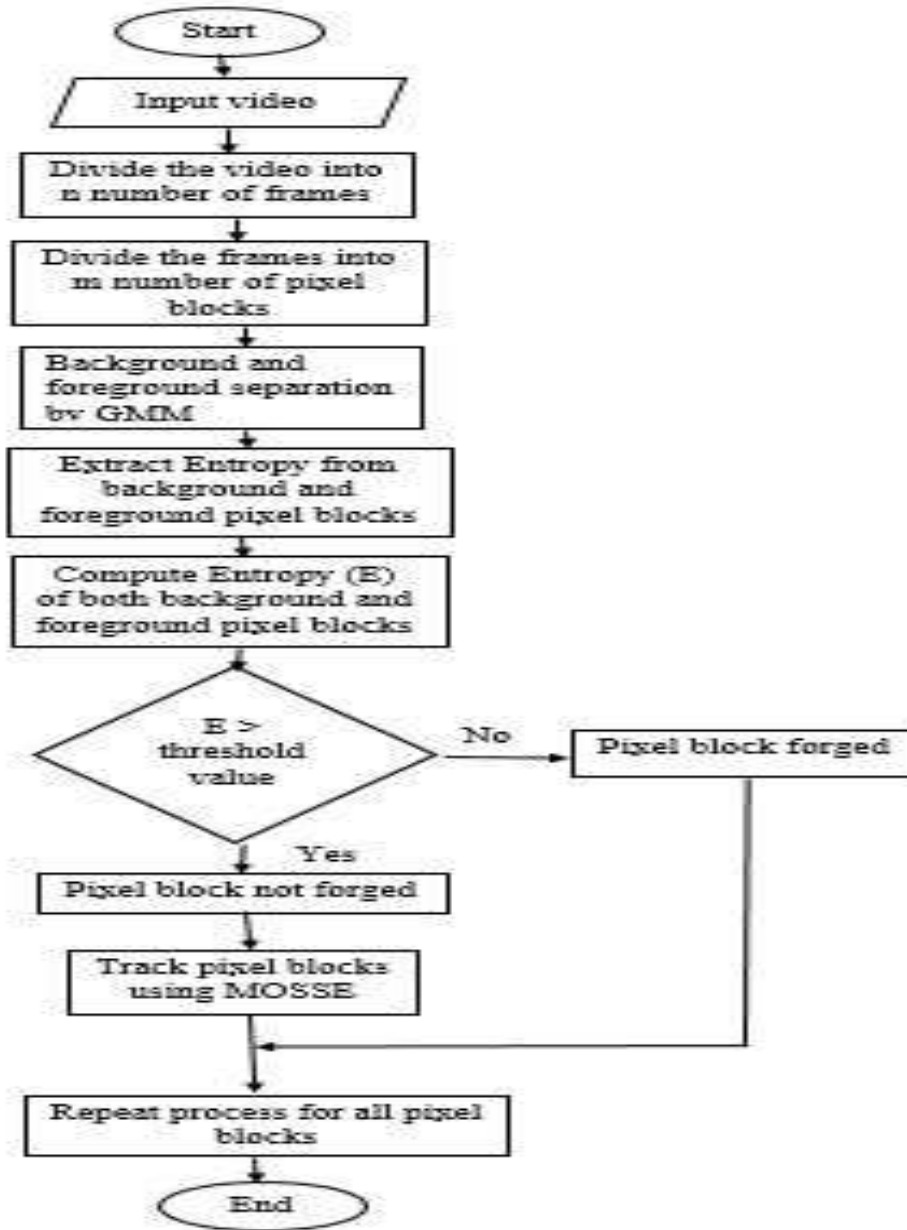 Start
Input video
Divide the video into
n number of frames
Divide the frames into
m number of pixel
blocks
Background and
foreground separation
by GMM
Extract Entropy from
background and
foreground pixel blocks
Compute Entropy (E)
of both background and
foreground pixel blocks
E >
threshold
value
No
Pixel block forged
Yes
Pixel block not forged
Track pixel blocks
using MOSSE
Repeat process for all pixel
blocks
End